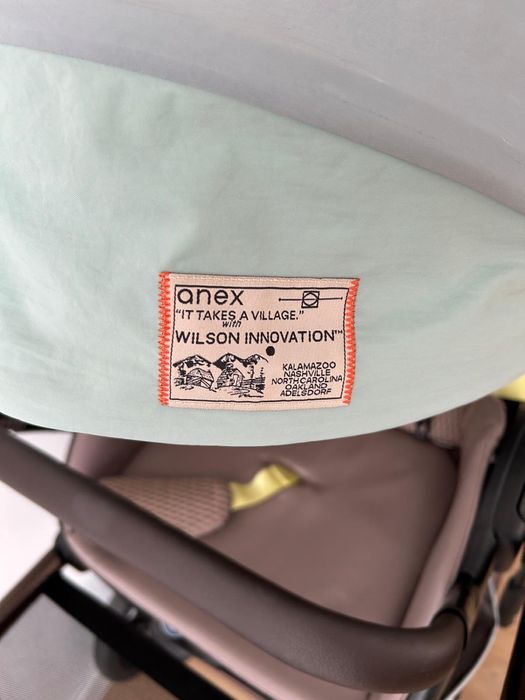 anex
"IT TAKES A VILLAGE."
with
WILSON INNOVATION™
KALAMAZOO
NASHVILLE
NORTH CAROLINA
OAKLAND
ADELSDORF